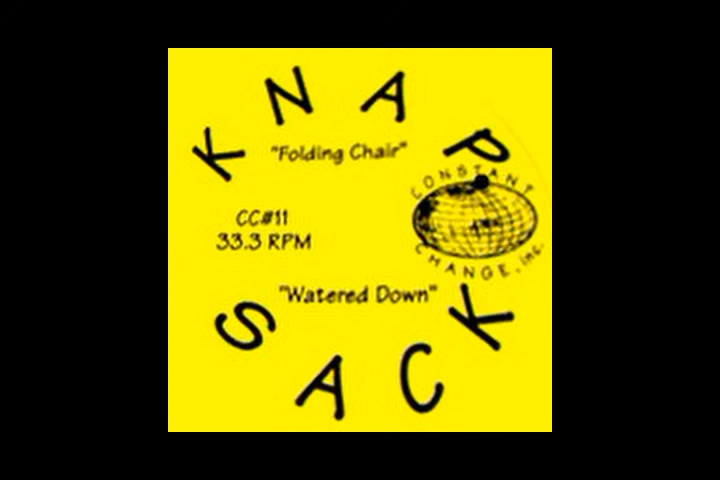 KNAP
"Folding Chair"
CONSTANT
CC#11
33.3 RPM
CHANGE, inc.
"Watered Down"
SACK